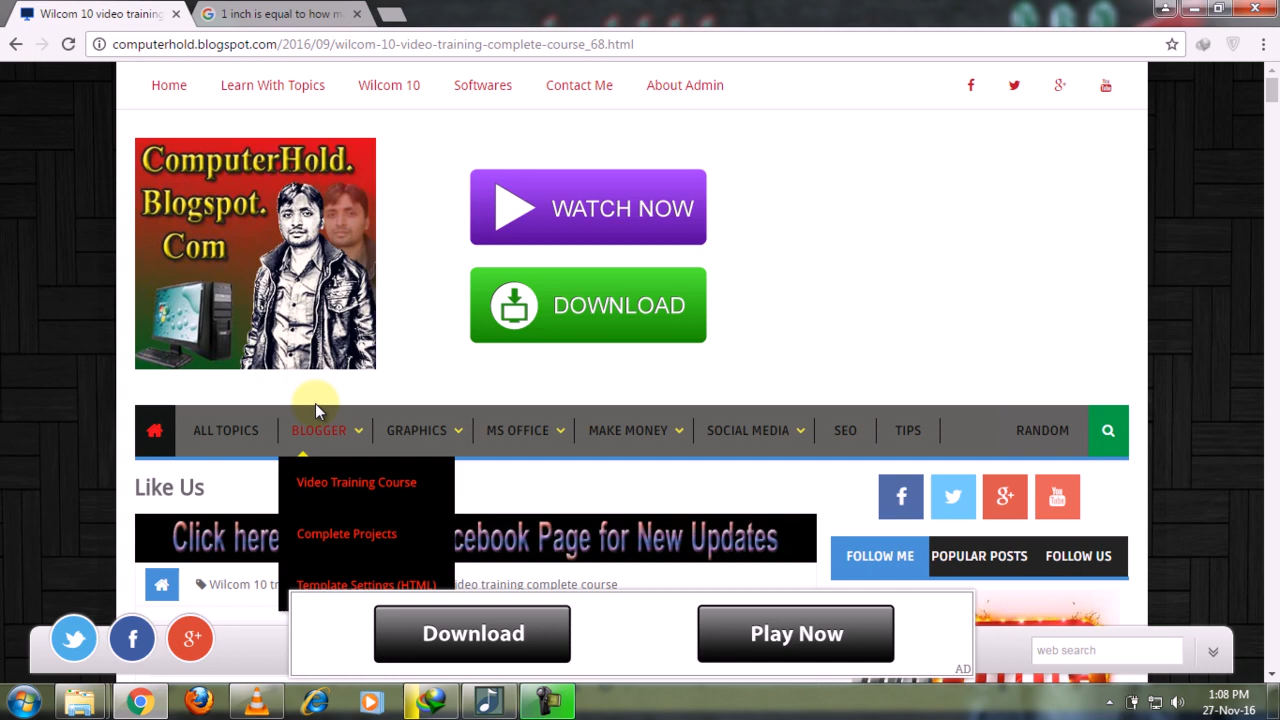 Wilcom 10 video training
1 inch is equal to how m
computerhold.blogspot.com/2016/09/wilcom-10-video-training-complete-course_68.html
Home Learn With Topics Wilcom 10 Softwares Contact Me About Admin
ComputerHold.
Blogspot.
Com
WATCH NOW
DOWNLOAD
ALL TOPICS BLOGGER GRAPHICS MS OFFICE MAKE MONEY SOCIAL MEDIA SEO TIPS RANDOM
Like Us
Video Training Course
Complete Projects
Template Settings (HTML)
Click here cebook Page for New Updates
FOLLOW ME POPULAR POSTS FOLLOW US
Wilcom 10 tr video training complete course
Download Play Now
AD
web search
1:08 PM
27-Nov-16